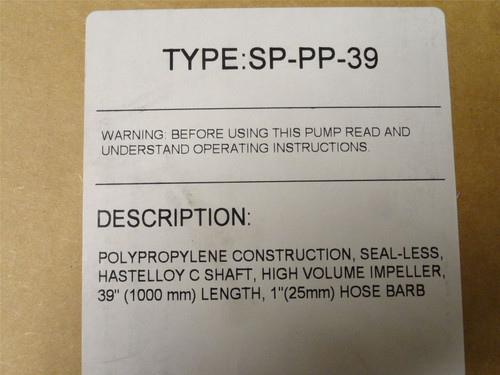 TYPE:SP-PP-39
WARNING: BEFORE USING THIS PUMP READ AND
UNDERSTAND OPERATING INSTRUCTIONS.
DESCRIPTION:
POLYPROPYLENE CONSTRUCTION, SEAL-LESS,
HASTELLOY C SHAFT, HIGH VOLUME IMPELLER,
39" (1000 mm) LENGTH, 1"(25mm) HOSE BARB